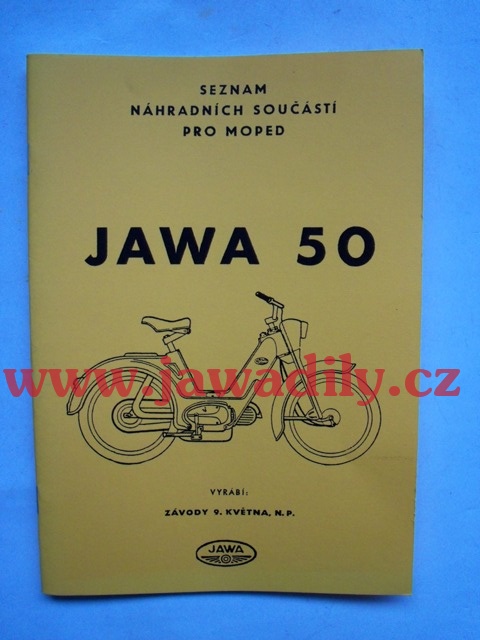 SEZNAM
NÁHRADNÍCH SOUČÁSTÍ
PRO MOPED
JAWA 50
www.jawadily.cz
VYRÁBÍ:
ZÁVODY 9. KVĚTNA, N. P.
JAWA